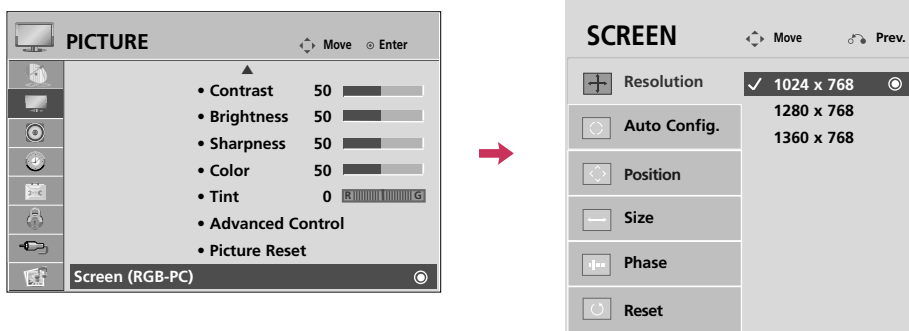 PICTURE
Move Enter
• Contrast 50
• Brightness 50
• Sharpness 50
• Color 50
• Tint 0 R G
• Advanced Control
• Picture Reset
Screen (RGB-PC)
SCREEN
Move Prev.
Resolution
Auto Config.
Position
Size
Phase
Reset
✓ 1024 x 768
1280 x 768
1360 x 768